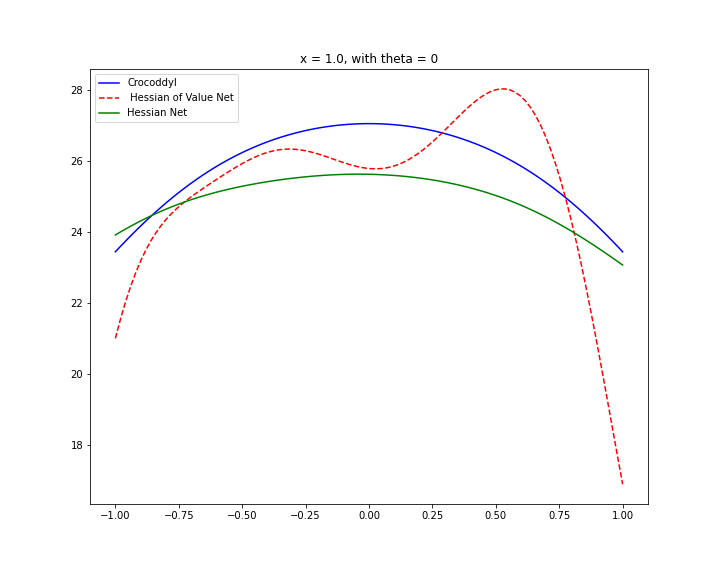 x = 1.0, with theta = 0
Crocoddyl
Hessian of Value Net
Hessian Net
28
26
24
22
20
18
−1.00 −0.75 −0.50 −0.25 0.00 0.25 0.50 0.75 1.00